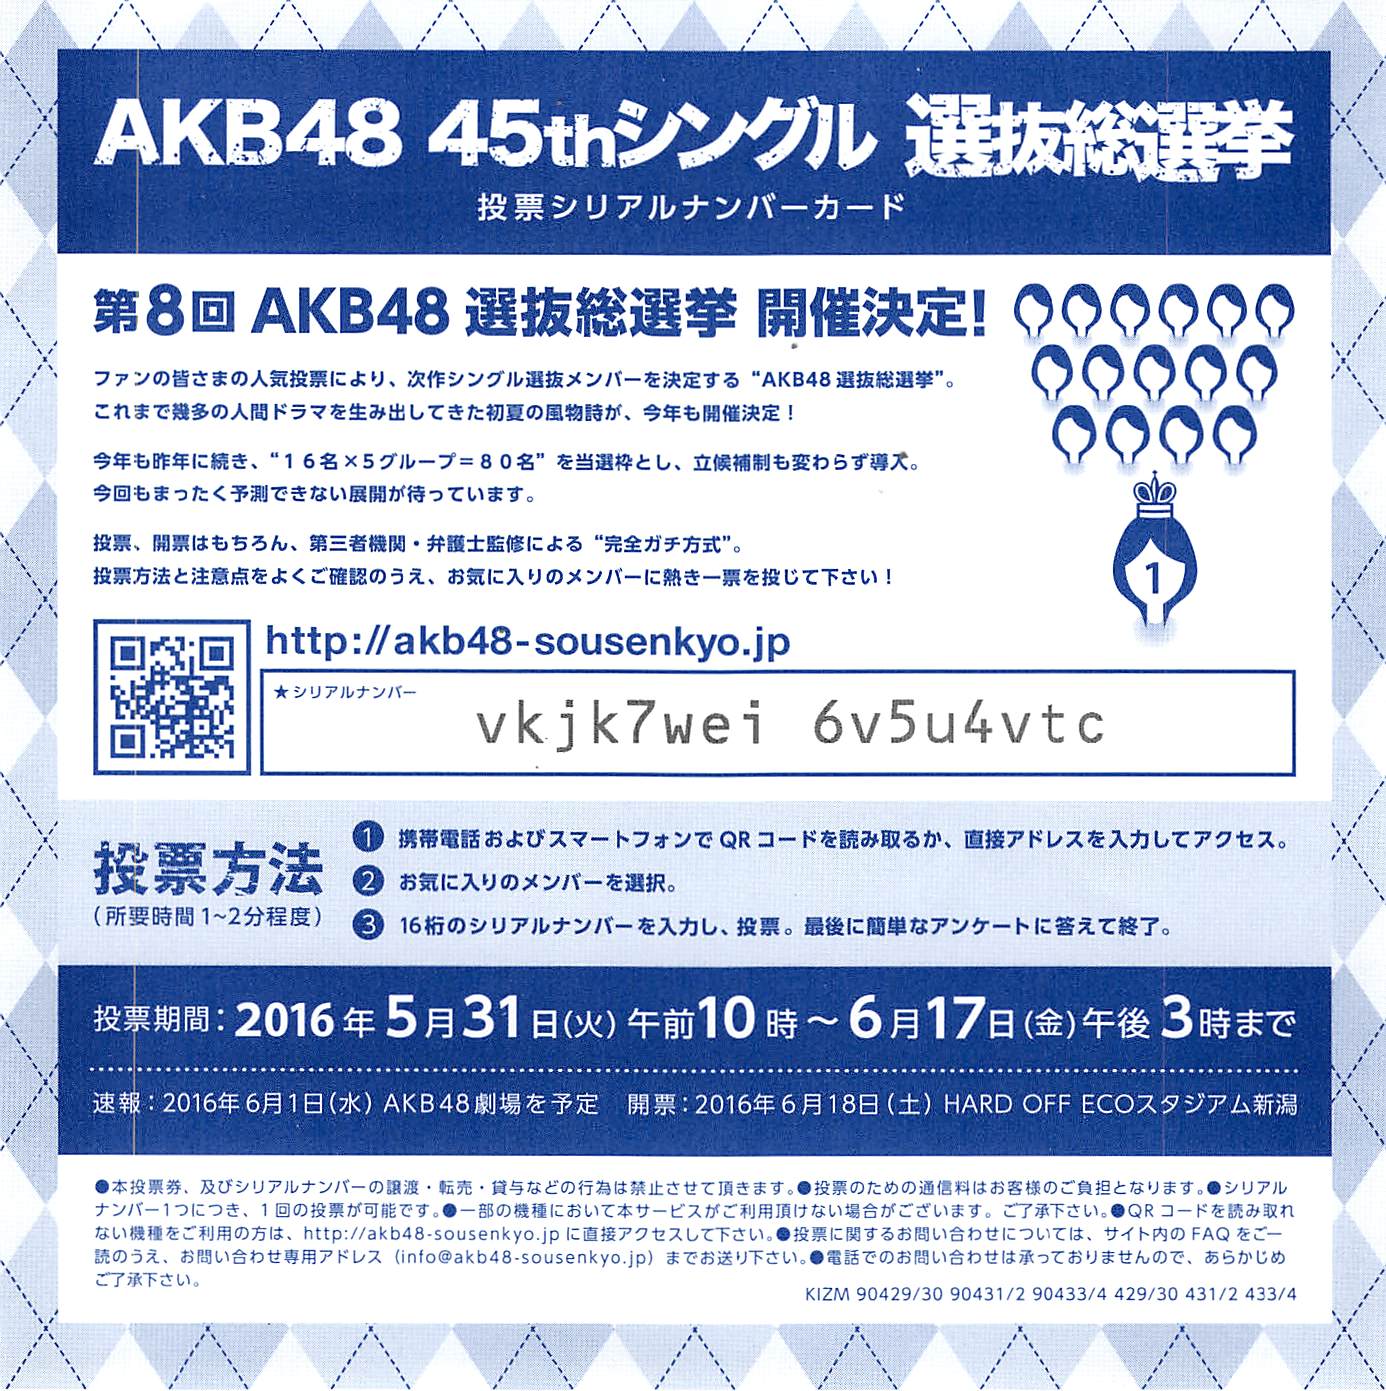 AKB48 45thシングル 選抜総選挙
投票シリアルナンバーカード
第8回 AKB48 選抜総選挙 開催決定!
ファンの皆さまの人気投票により、次作シングル選抜メンバーを決定する“AKB48選抜総選挙”。
これまで幾多の人間ドラマを生み出してきた初夏の風物詩が、今年も開催決定！
今年も昨年に続き、“１６名×５グループ＝８０名”を当選枠とし、立候補制も変わらず導入。
今回もまったく予測できない展開が待っています。
投票、開票はもちろん、第三者機関・弁護士監修による“完全ガチ方式”。
投票方法と注意点をよくご確認のうえ、お気に入りのメンバーに熱き一票を投じて下さい！
1
http://akb48-sousenkyo.jp
★シリアルナンバー
vkjk7wei 6v5u4vtc
投票方法
（所要時間1~2分程度）
❶ 携帯電話およびスマートフォンでQRコードを読み取るか、直接アドレスを入力してアクセス。
❷ お気に入りのメンバーを選択。
❸ 16桁のシリアルナンバーを入力し、投票。最後に簡単なアンケートに答えて終了。
投票期間：2016年5月31日（火）午前10時～6月17日（金）午後3時まで
速報：2016年6月1日（水）AKB48劇場を予定　開票：2016年6月18日（土）HARD OFF ECOスタジアム新潟
●本投票券、及びシリアルナンバーの譲渡・転売・貸与などの行為は禁止させて頂きます。●投票のための通信料はお客様のご負担となります。●シリアル
ナンバー1つにつき、1回の投票が可能です。●一部の機種において本サービスがご利用頂けない場合がございます。ご了承下さい。●QRコードを読み取れ
ない機種をご利用の方は、http://akb48-sousenkyo.jpに直接アクセスして下さい。●投票に関するお問い合わせについては、サイト内のFAQをご一
読のうえ、お問い合わせ専用アドレス（info@akb48-sousenkyo.jp）までお送り下さい。●電話でのお問い合わせは承っておりませんので、あらかじめ
ご了承下さい。
KIZM 90429/30 90431/2 90433/4 429/30 431/2 433/4